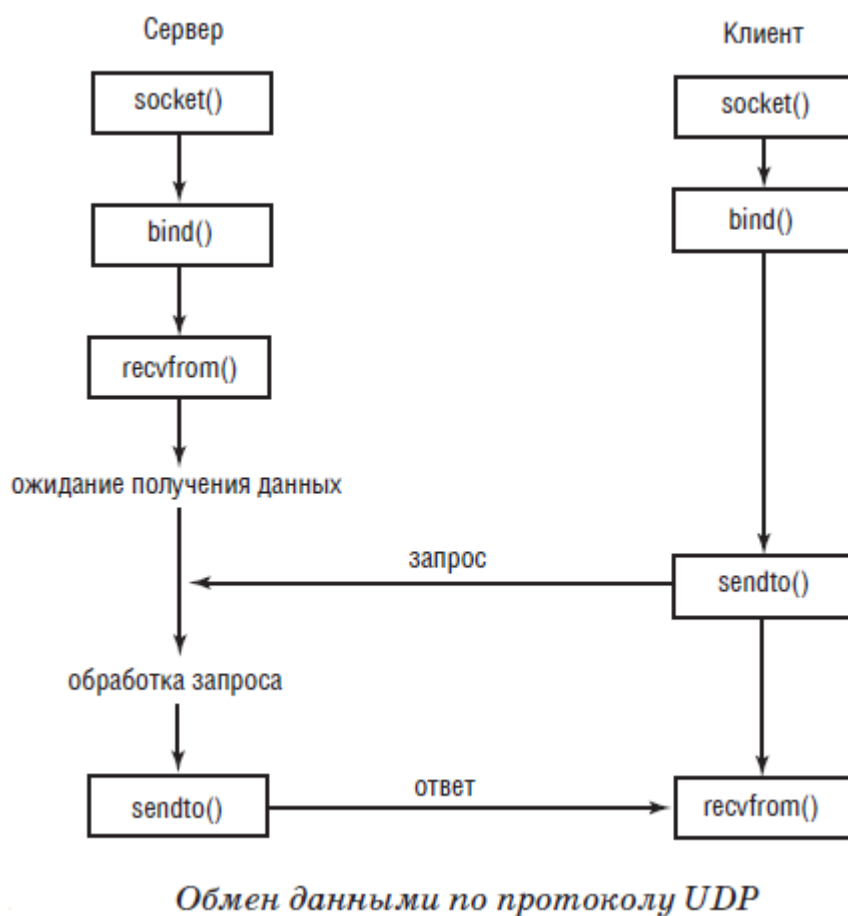 Сервер
Клиент
socket()
socket()
bind()
bind()
recvfrom()
ожидание получения данных
запрос
sendto()
обработка запроса
sendto()
ответ
recvfrom()
Обмен данными по протоколу UDP